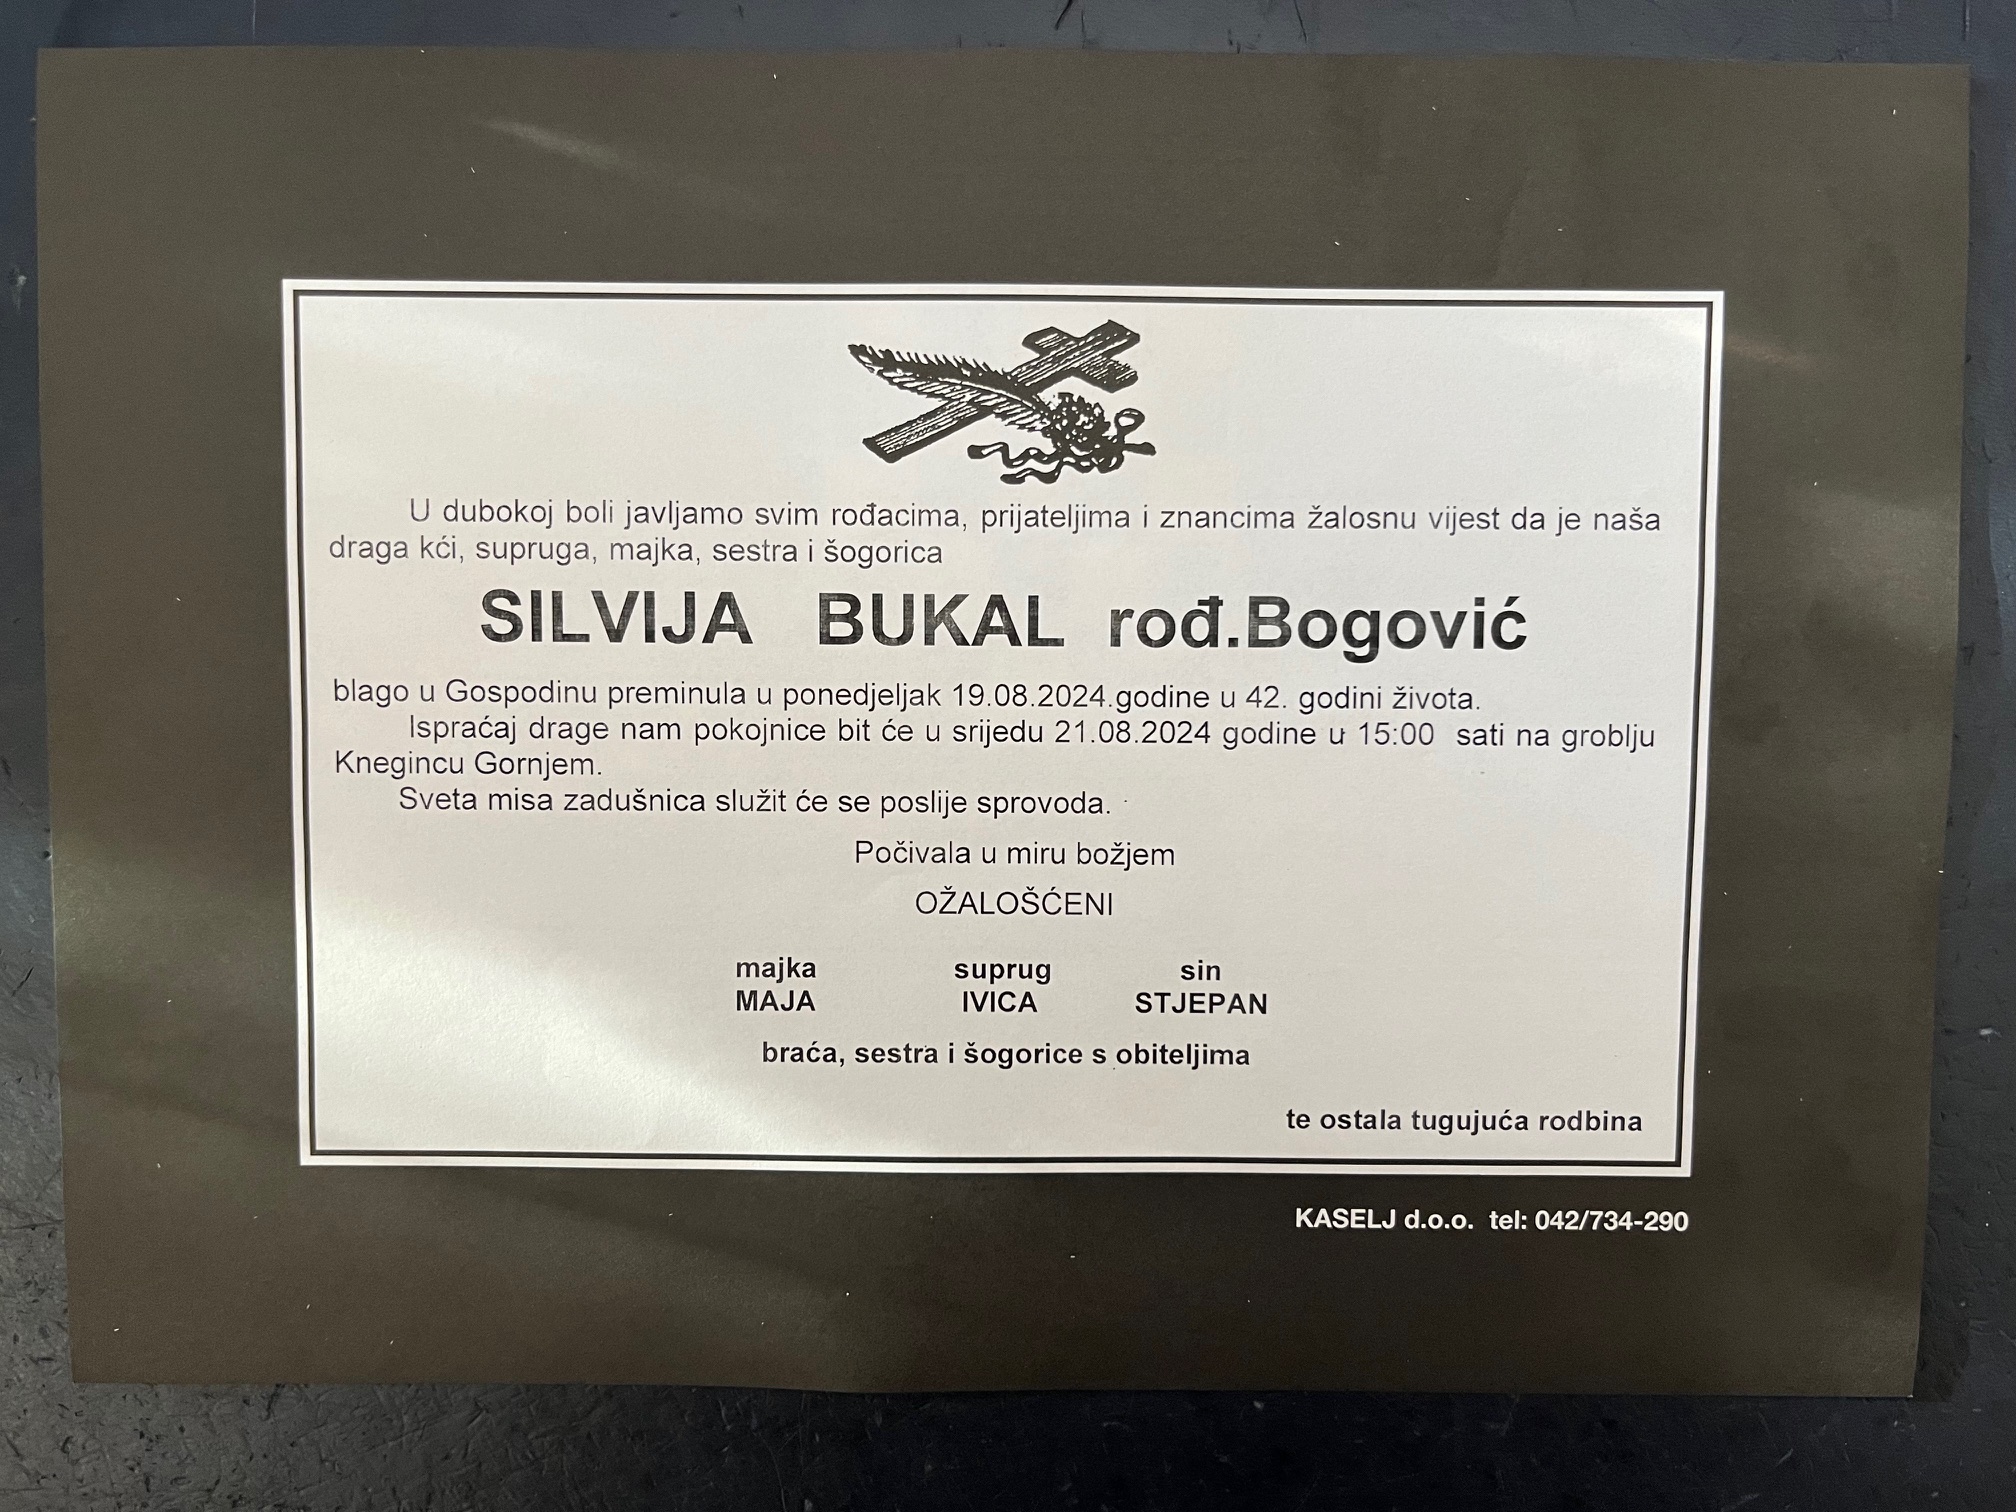 U dubokoj boli javljamo svim rođacima, prijateljima i znancima žalosnu vijest da je naša
draga kći, supruga, majka, sestra i šogorica
SILVIJA BUKAL rođ.Bogović
blago u Gospodinu preminula u ponedjeljak 19.08.2024.godine u 42. godini života.
Ispraćaj drage nam pokojnice bit će u srijedu 21.08.2024 godine u 15:00 sati na groblju
Knegincu Gornjem.
Sveta misa zadušnica služit će se poslije sprovoda.
Počivala u miru božjem
OŽALOŠĆENI
majka suprug sin
MAJA IVICA STJEPAN
braća, sestra i šogorice s obiteljima
te ostala tugujuća rodbina
KASELJ d.o.o. tel: 042/734-290